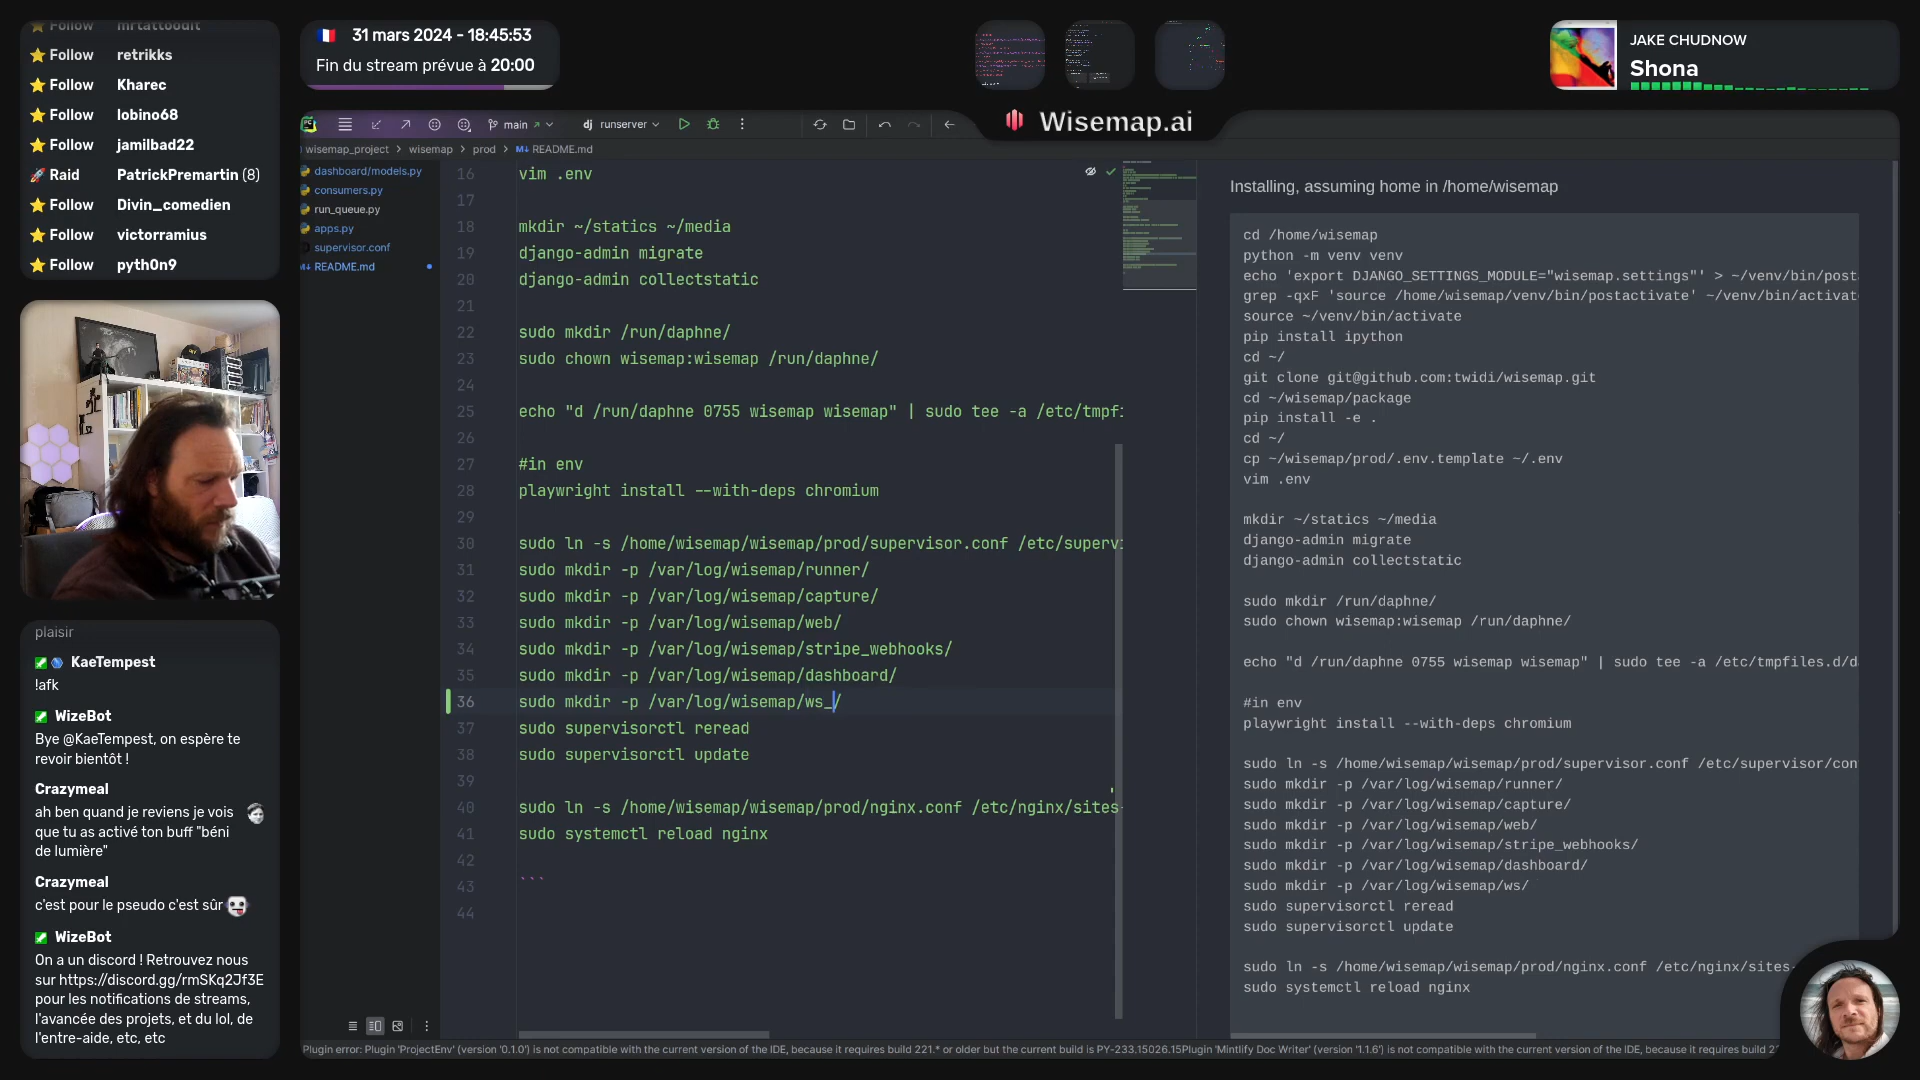 ⭐ Follow mrtattoodit
⭐ Follow retrikks
⭐ Follow Kharec
⭐ Follow lobino68
⭐ Follow jamilbad22
🚀 Raid PatrickPremartin (8)
⭐ Follow Divin_comedien
⭐ Follow victorramius
⭐ Follow pyth0n9
31 mars 2024 - 18:45:53
Fin du stream prévue à 20:00
JAKE CHUDNOW
Shona
Wisemap.ai
main
dj runserver
wisemap_project > wisemap > prod > README.md
dashboard/models.py
consumers.py
run_queue.py
apps.py
supervisor.conf
README.md
16 vim .env
17
18 mkdir ~/statics ~/media
19 django-admin migrate
20 django-admin collectstatic
21
22 sudo mkdir /run/daphne/
23 sudo chown wisemap:wisemap /run/daphne/
24
25 echo "d /run/daphne 0755 wisemap wisemap" | sudo tee -a /etc/tmpfi
26
27 #in env
28 playwright install --with-deps chromium
29
30 sudo ln -s /home/wisemap/wisemap/prod/supervisor.conf /etc/superv
31 sudo mkdir -p /var/log/wisemap/runner/
32 sudo mkdir -p /var/log/wisemap/capture/
33 sudo mkdir -p /var/log/wisemap/web/
34 sudo mkdir -p /var/log/wisemap/stripe_webhooks/
35 sudo mkdir -p /var/log/wisemap/dashboard/
36 sudo mkdir -p /var/log/wisemap/ws_/
37 sudo supervisorctl reread
38 sudo supervisorctl update
39
40 sudo ln -s /home/wisemap/wisemap/prod/nginx.conf /etc/nginx/sites-
41 sudo systemctl reload nginx
42
43 ```
44
Installing, assuming home in /home/wisemap
cd /home/wisemap
python -m venv venv
echo 'export DJANGO_SETTINGS_MODULE="wisemap.settings"' > ~/venv/bin/post
grep -qxF 'source /home/wisemap/venv/bin/postactivate' ~/venv/bin/activat
source ~/venv/bin/activate
pip install ipython
cd ~/
git clone git@github.com:twidi/wisemap.git
cd ~/wisemap/package
pip install -e .
cd ~/
cp ~/wisemap/prod/.env.template ~/.env
vim .env
mkdir ~/statics ~/media
django-admin migrate
django-admin collectstatic
sudo mkdir /run/daphne/
sudo chown wisemap:wisemap /run/daphne/
echo "d /run/daphne 0755 wisemap wisemap" | sudo tee -a /etc/tmpfiles.d/d
#in env
playwright install --with-deps chromium
sudo ln -s /home/wisemap/wisemap/prod/supervisor.conf /etc/supervisor/con
sudo mkdir -p /var/log/wisemap/runner/
sudo mkdir -p /var/log/wisemap/capture/
sudo mkdir -p /var/log/wisemap/web/
sudo mkdir -p /var/log/wisemap/stripe_webhooks/
sudo mkdir -p /var/log/wisemap/dashboard/
sudo mkdir -p /var/log/wisemap/ws/
sudo supervisorctl reread
sudo supervisorctl update
sudo ln -s /home/wisemap/wisemap/prod/nginx.conf /etc/nginx/sites-
sudo systemctl reload nginx
plaisir
KaeTempest
!afk
WizeBot
Bye @KaeTempest, on espère te
revoir bientôt !
Crazymeal
ah ben quand je reviens je vois
que tu as activé ton buff "béni
de lumière"
Crazymeal
c'est pour le pseudo c'est sûr
WizeBot
On a un discord ! Retrouvez nous
sur https://discord.gg/rmSKq2Jf3E
pour les notifications de streams,
l'avancée des projets, et du lol, de
l'entre-aide, etc, etc
Plugin error: Plugin 'ProjectEnv' (version '0.1.0') is not compatible with the current version of the IDE, because it requires build 221.* or older but the current build is PY-233.15026.15Plugin 'Mintlify Doc Writer' (version '1.1.6') is not compatible with the current version of the IDE, because it requires build 22